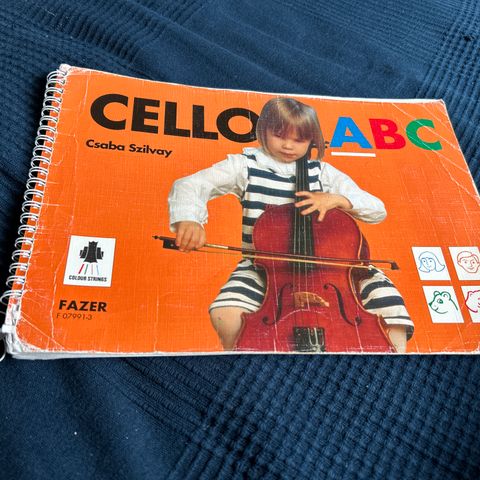 CELLO ABC
Csaba Szilvay
COLOUR STRINGS
FAZER
F 07991-3